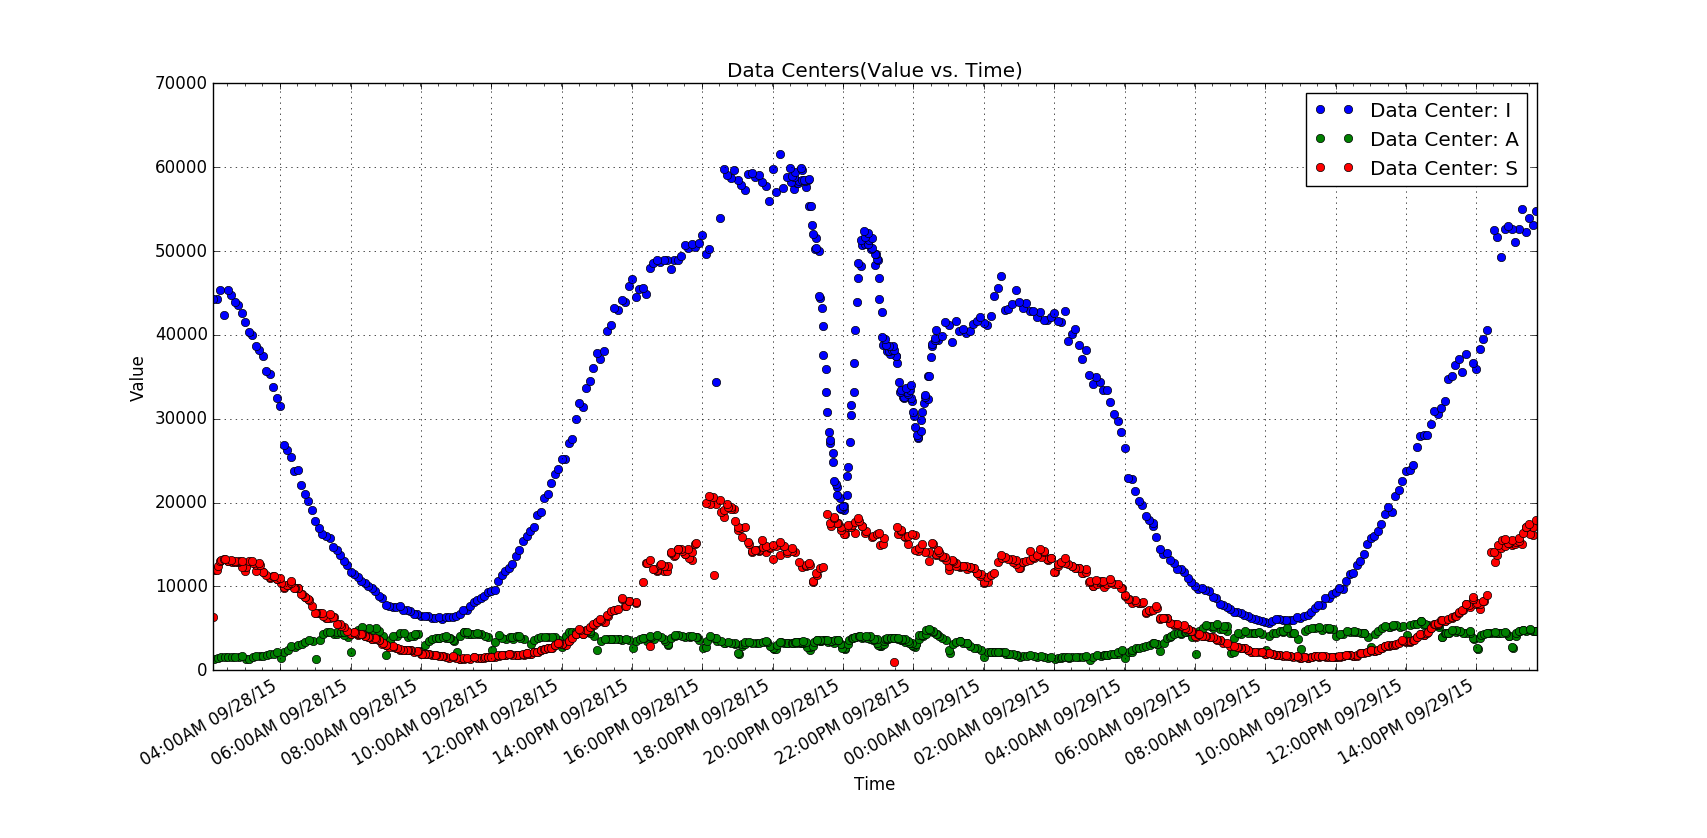 Data Centers(Value vs. Time)
70000
60000
50000
40000
30000
20000
10000
0
Value
Data Center: I
Data Center: A
Data Center: S
04:00AM 09/28/15
06:00AM 09/28/15
08:00AM 09/28/15
10:00AM 09/28/15
12:00PM 09/28/15
14:00PM 09/28/15
16:00PM 09/28/15
18:00PM 09/28/15
20:00PM 09/28/15
22:00PM 09/28/15
00:00AM 09/29/15
02:00AM 09/29/15
04:00AM 09/29/15
06:00AM 09/29/15
08:00AM 09/29/15
10:00AM 09/29/15
12:00PM 09/29/15
14:00PM 09/29/15
Time